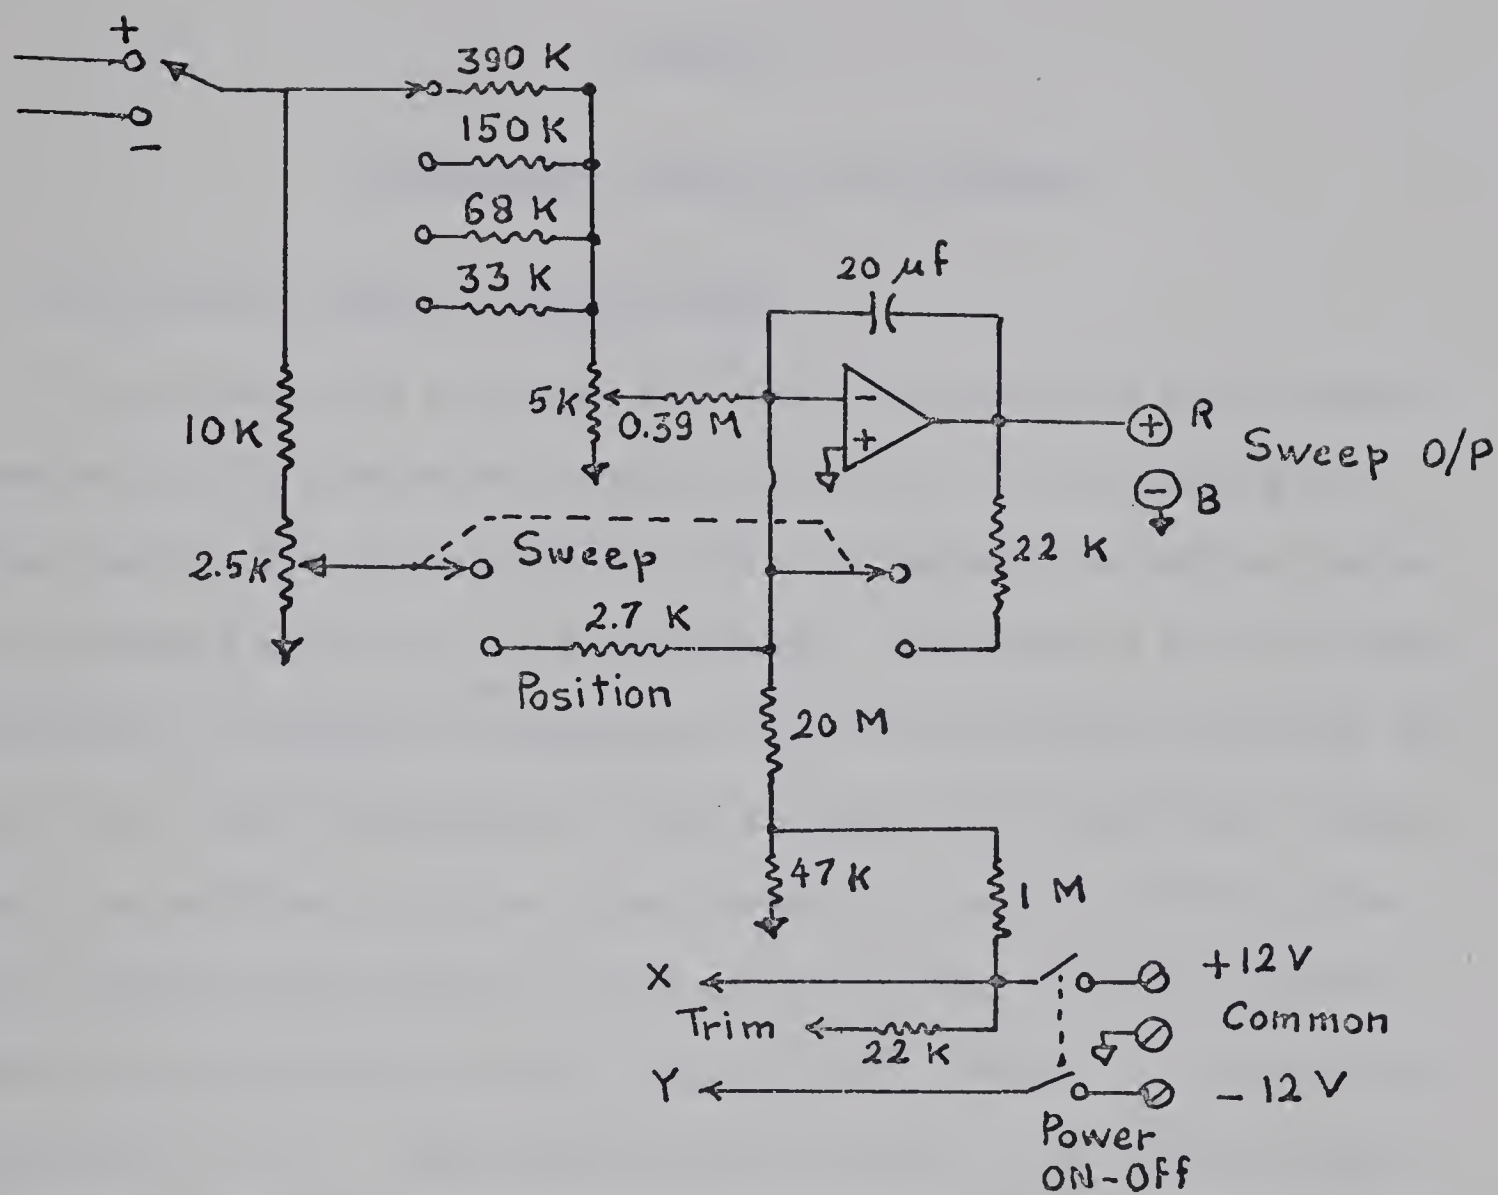 +
−
390 K
150 K
68 K
33 K
20 µf
5K
0.39 M
−
+
+ R
Sweep O/P
− B
10K
2.5K
Sweep
22 K
2.7 K
Position
20 M
47 K
1 M
X
+12V
Trim
22 K
Common
Y
− 12 V
Power
ON-OFF